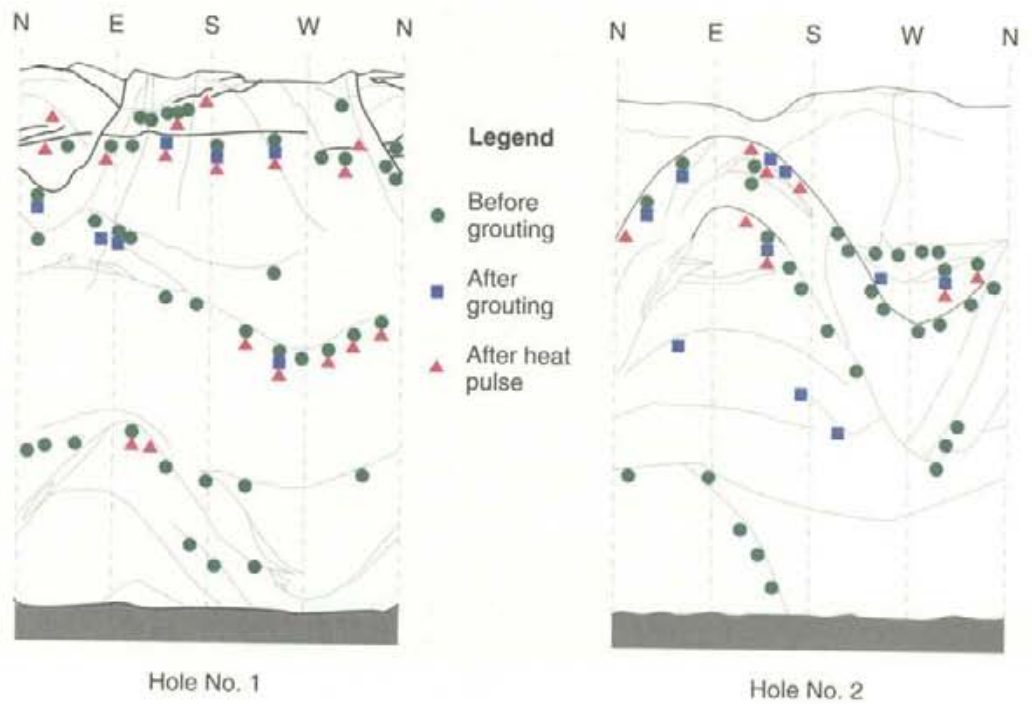 N E S W N
N E S W N
Legend
Before
grouting
After
grouting
After heat
pulse
Hole No. 1
Hole No. 2